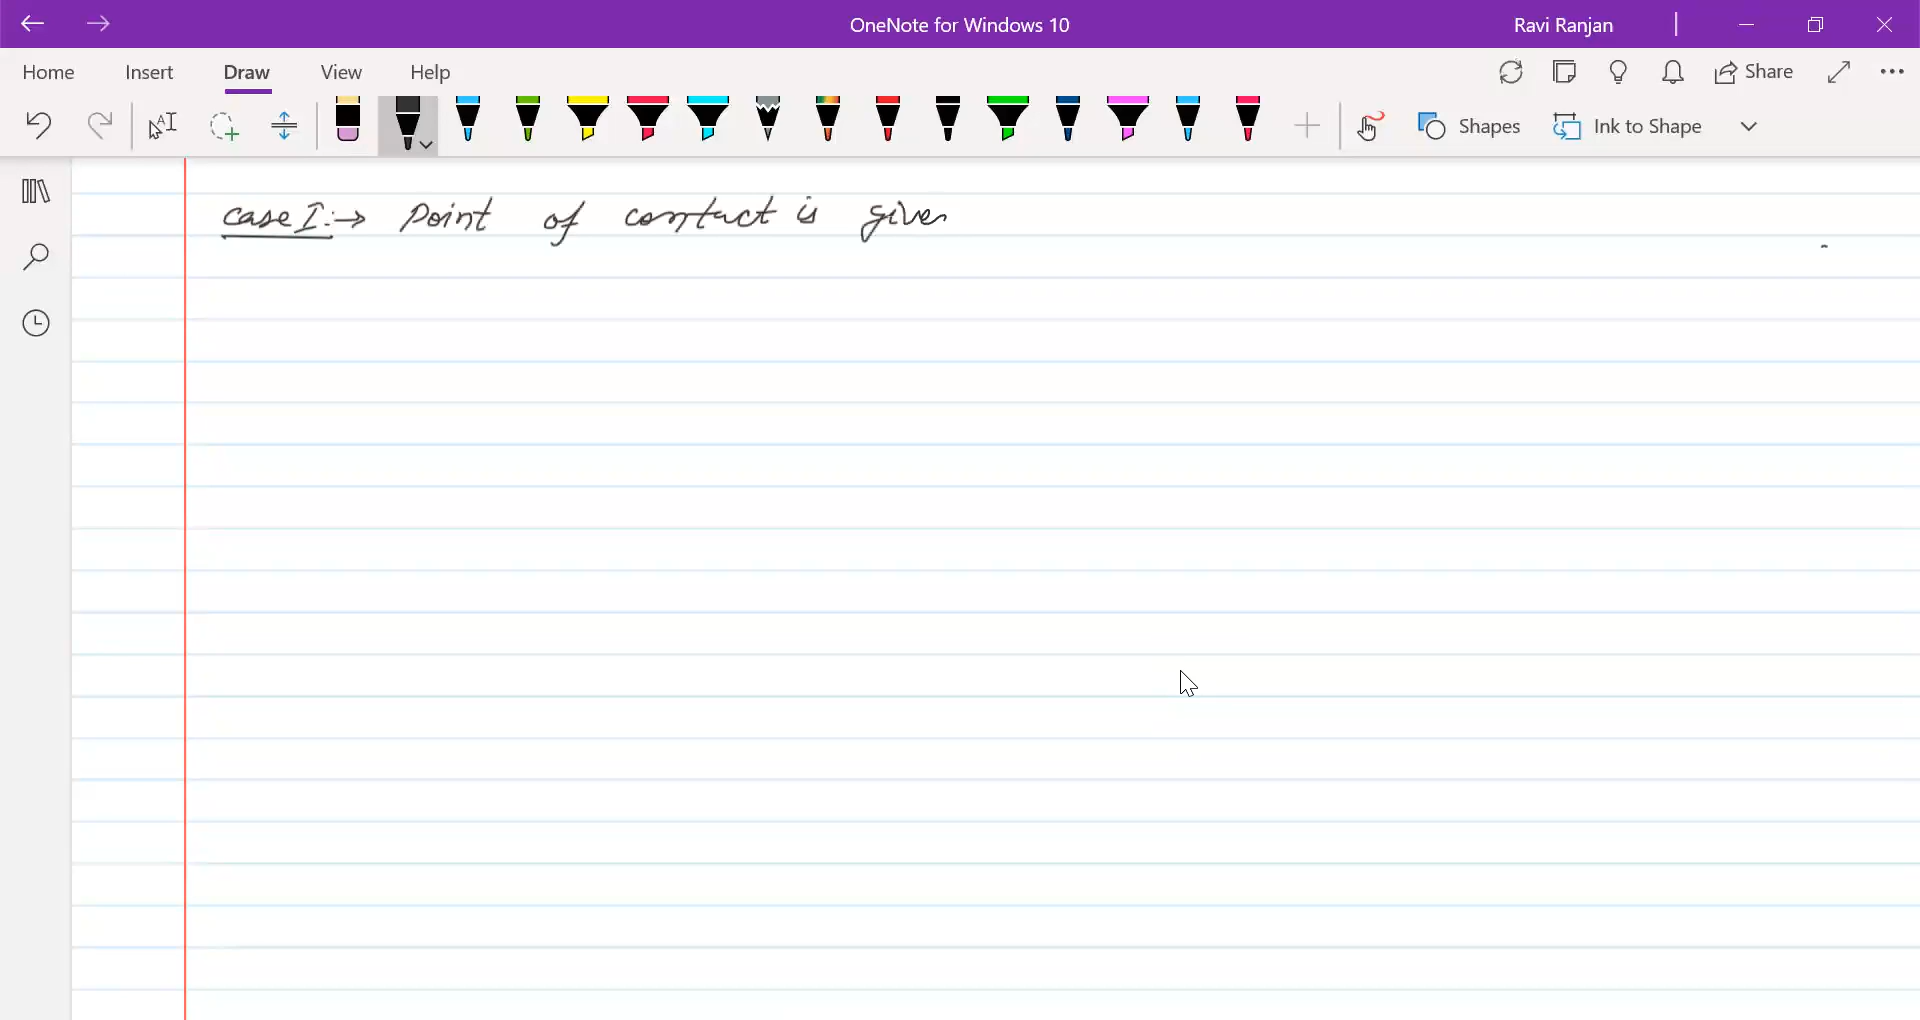 OneNote for Windows 10
Ravi Ranjan
Home Insert Draw View Help
Share
Shapes Ink to Shape
case I:→ Point of contact is given